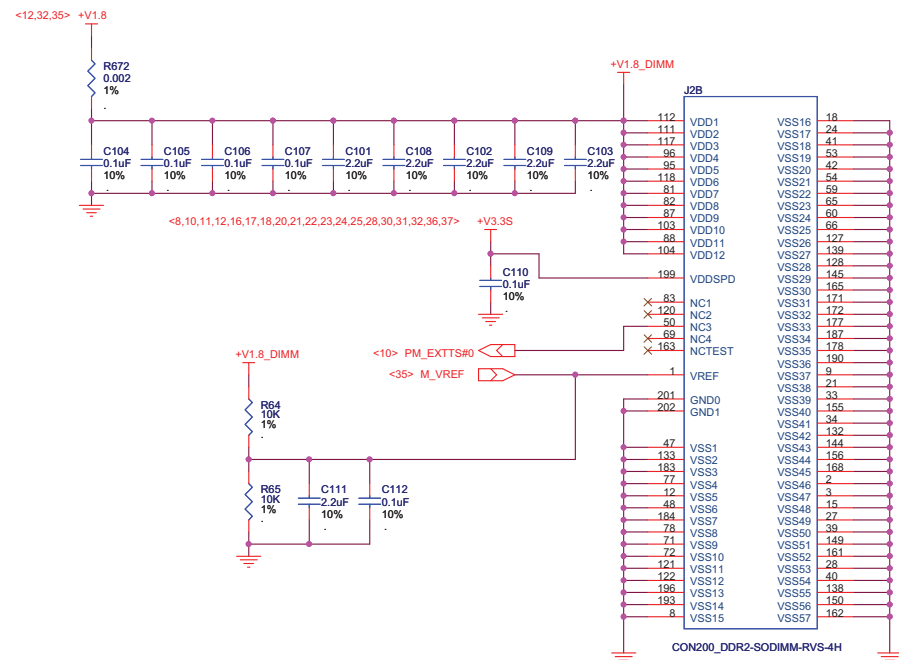 <12,32,35> +V1.8
R672
0.002
1%
.
+V1.8_DIMM
J2B
C104
0.1uF
10%
.
C105
0.1uF
10%
.
C106
0.1uF
10%
.
C107
0.1uF
10%
.
C101
2.2uF
10%
.
C108
2.2uF
10%
.
C102
2.2uF
10%
.
C109
2.2uF
10%
.
C103
2.2uF
10%
.
<8,10,11,12,16,17,18,20,21,22,23,24,25,28,30,31,32,36,37> +V3.3S
C110
0.1uF
10%
.
<10> PM_EXTTS#0
<35> M_VREF
+V1.8_DIMM
R64
10K
1%
.
R65
10K
1%
.
C111
2.2uF
10%
.
C112
0.1uF
10%
.
112 VDD1
111 VDD2
117 VDD3
96 VDD4
95 VDD5
118 VDD6
81 VDD7
82 VDD8
87 VDD9
103 VDD10
88 VDD11
104 VDD12
199 VDDSPD
83 NC1
120 NC2
50 NC3
69 NC4
163 NCTEST
1 VREF
201 GND0
202 GND1
47 VSS1
133 VSS2
183 VSS3
77 VSS4
12 VSS5
48 VSS6
184 VSS7
78 VSS8
71 VSS9
72 VSS10
121 VSS11
122 VSS12
196 VSS13
193 VSS14
8 VSS15
VSS16 18
VSS17 24
VSS18 41
VSS19 53
VSS20 42
VSS21 54
VSS22 59
VSS23 65
VSS24 60
VSS25 66
VSS26 127
VSS27 139
VSS28 128
VSS29 145
VSS30 165
VSS31 171
VSS32 172
VSS33 177
VSS34 187
VSS35 178
VSS36 190
VSS37 9
VSS38 21
VSS39 33
VSS40 155
VSS41 34
VSS42 132
VSS43 144
VSS44 156
VSS45 168
VSS46 2
VSS47 3
VSS48 15
VSS49 27
VSS50 39
VSS51 149
VSS52 161
VSS53 28
VSS54 40
VSS55 138
VSS56 150
VSS57 162
CON200_DDR2-SODIMM-RVS-4H